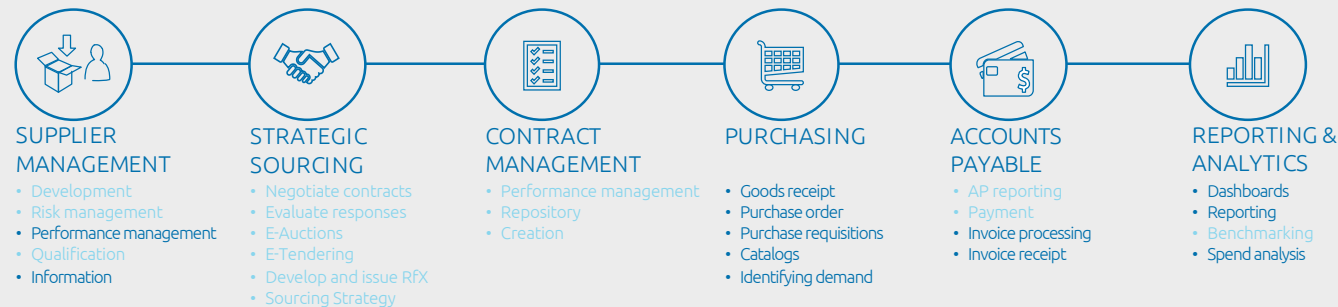 SUPPLIER
MANAGEMENT
• Development
• Risk management
• Performance management
• Qualification
• Information
STRATEGIC
SOURCING
• Negotiate contracts
• Evaluate responses
• E-Auctions
• E-Tendering
• Develop and issue RfX
• Sourcing Strategy
CONTRACT
MANAGEMENT
• Performance management
• Repository
• Creation
PURCHASING
• Goods receipt
• Purchase order
• Purchase requisitions
• Catalogs
• Identifying demand
$
ACCOUNTS
PAYABLE
• AP reporting
• Payment
• Invoice processing
• Invoice receipt
REPORTING &
ANALYTICS
• Dashboards
• Reporting
• Benchmarking
• Spend analysis